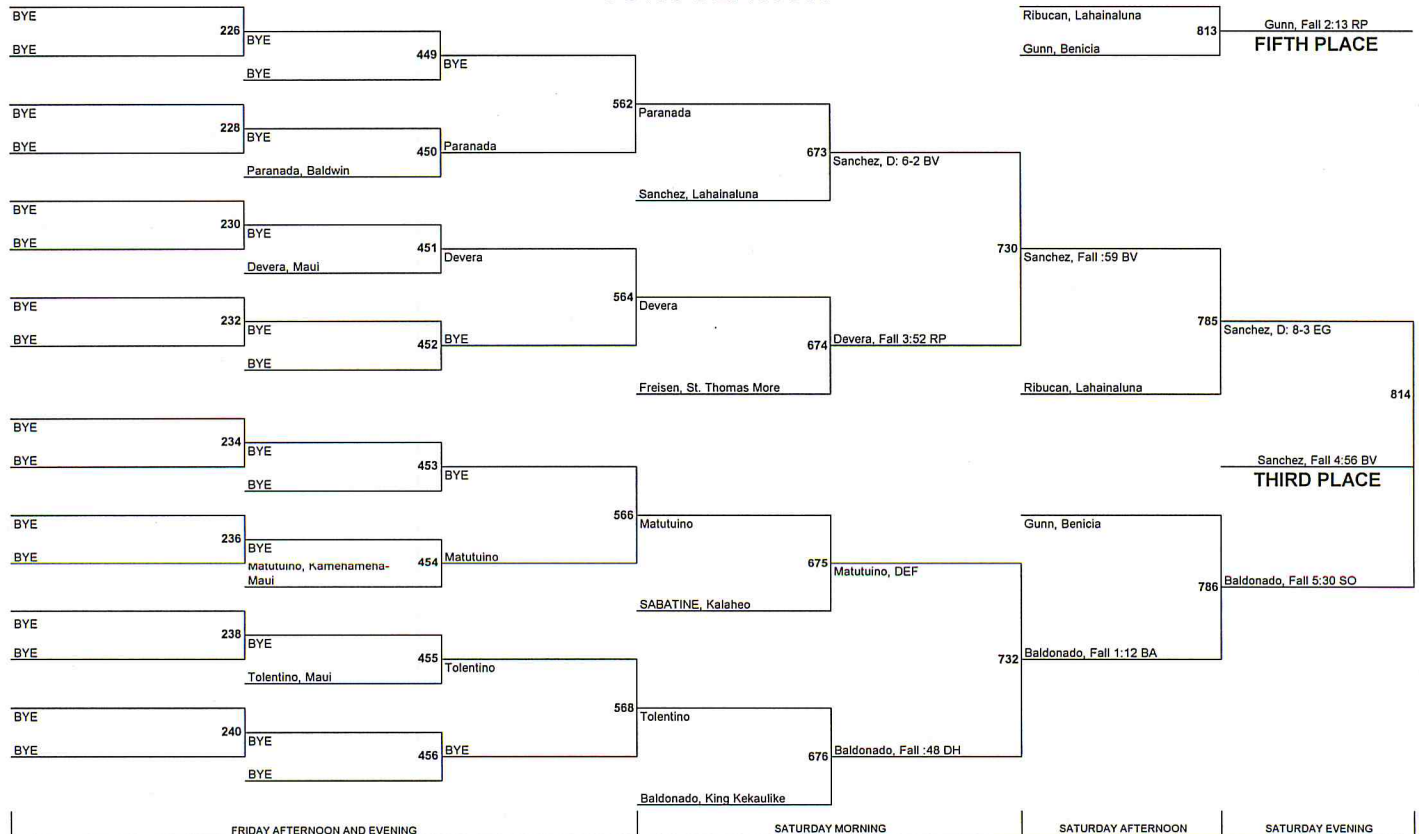 BYE
226
BYE
BYE
449
BYE
BYE
562
Paranada
BYE
228
BYE
BYE
450
Paranada
Paranada, Baldwin
673
Sanchez, D: 6-2 BV
Sanchez, Lahainaluna
BYE
230
BYE
BYE
451
Devera
Devera, Maui
730
Sanchez, Fall :59 BV
564
Devera
BYE
232
BYE
BYE
452
BYE
BYE
674
Devera, Fall 3:52 RP
Freisen, St. Thomas More
785
Sanchez, D: 8-3 EG
Ribucan, Lahainaluna
814
BYE
234
BYE
BYE
453
BYE
BYE
566
Matutuino
BYE
236
BYE
BYE
454
Matutuino
Matutuino, Kamehameha-
Maui
675
Matutuino, DEF
SABATINE, Kalaheo
Sanchez, Fall 4:56 BV
THIRD PLACE
Gunn, Benicia
786
Baldonado, Fall 5:30 SO
BYE
238
BYE
BYE
455
Tolentino
Tolentino, Maui
732
Baldonado, Fall 1:12 BA
568
Tolentino
BYE
240
BYE
BYE
456
BYE
BYE
676
Baldonado, Fall :48 DH
Baldonado, King Kekaulike
Ribucan, Lahainaluna
813
Gunn, Benicia
Gunn, Fall 2:13 RP
FIFTH PLACE
FRIDAY AFTERNOON AND EVENING
SATURDAY MORNING
SATURDAY AFTERNOON
SATURDAY EVENING